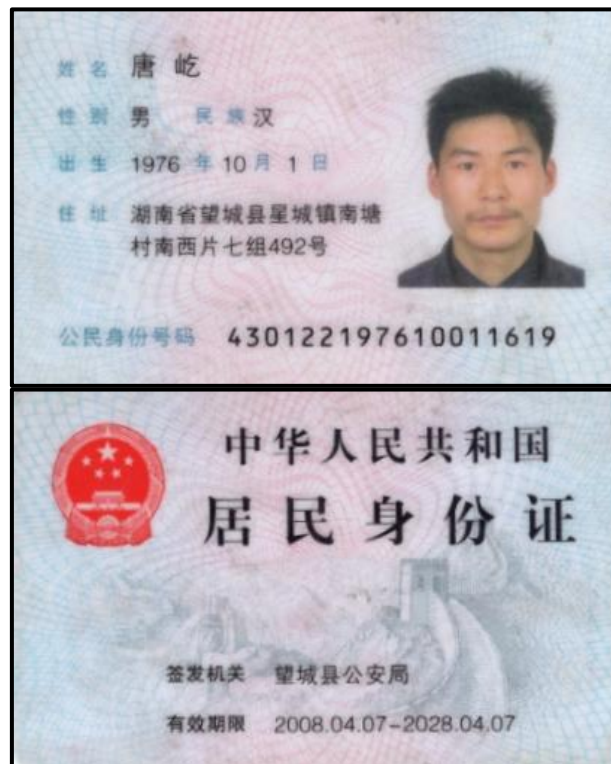 姓名 唐屹
性别 男 民族 汉
出生 1976 年 10 月 1 日
住址 湖南省望城县星城镇南塘
村南西片七组492号
公民身份号码 430122197610011619
中华人民共和国
居民身份证
签发机关 望城县公安局
有效期限 2008.04.07-2028.04.07